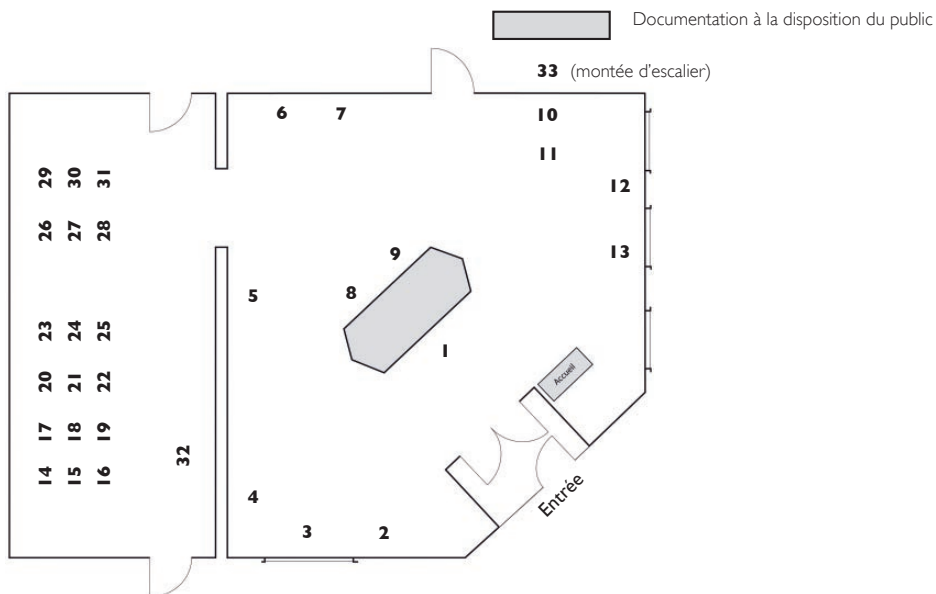 Documentation à la disposition du public
33 (montée d'escalier)
6 7 10
11
29 30 31
12
26 27 28
9 13
8
5
23 24 25
1
20 21 22
Accueil
17 18 19
32
14 15 16
Entrée
4
3 2